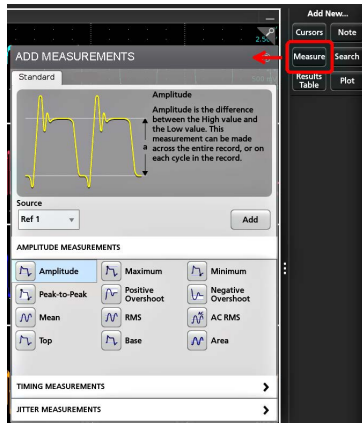 Add New...
Cursors Note
2.50
ADD MEASUREMENTS
Measure Search
Standard
Results Table Plot
Amplitude
Amplitude is the difference
between the High value and
the Low value. This
measurement can be made
a across the entire record, or on
each cycle in the record.
Source
Ref 1 Add
AMPLITUDE MEASUREMENTS
Amplitude Maximum Minimum
Peak-to-Peak Positive Overshoot Negative Overshoot
Mean RMS AC RMS
Top Base Area
TIMING MEASUREMENTS
JITTER MEASUREMENTS